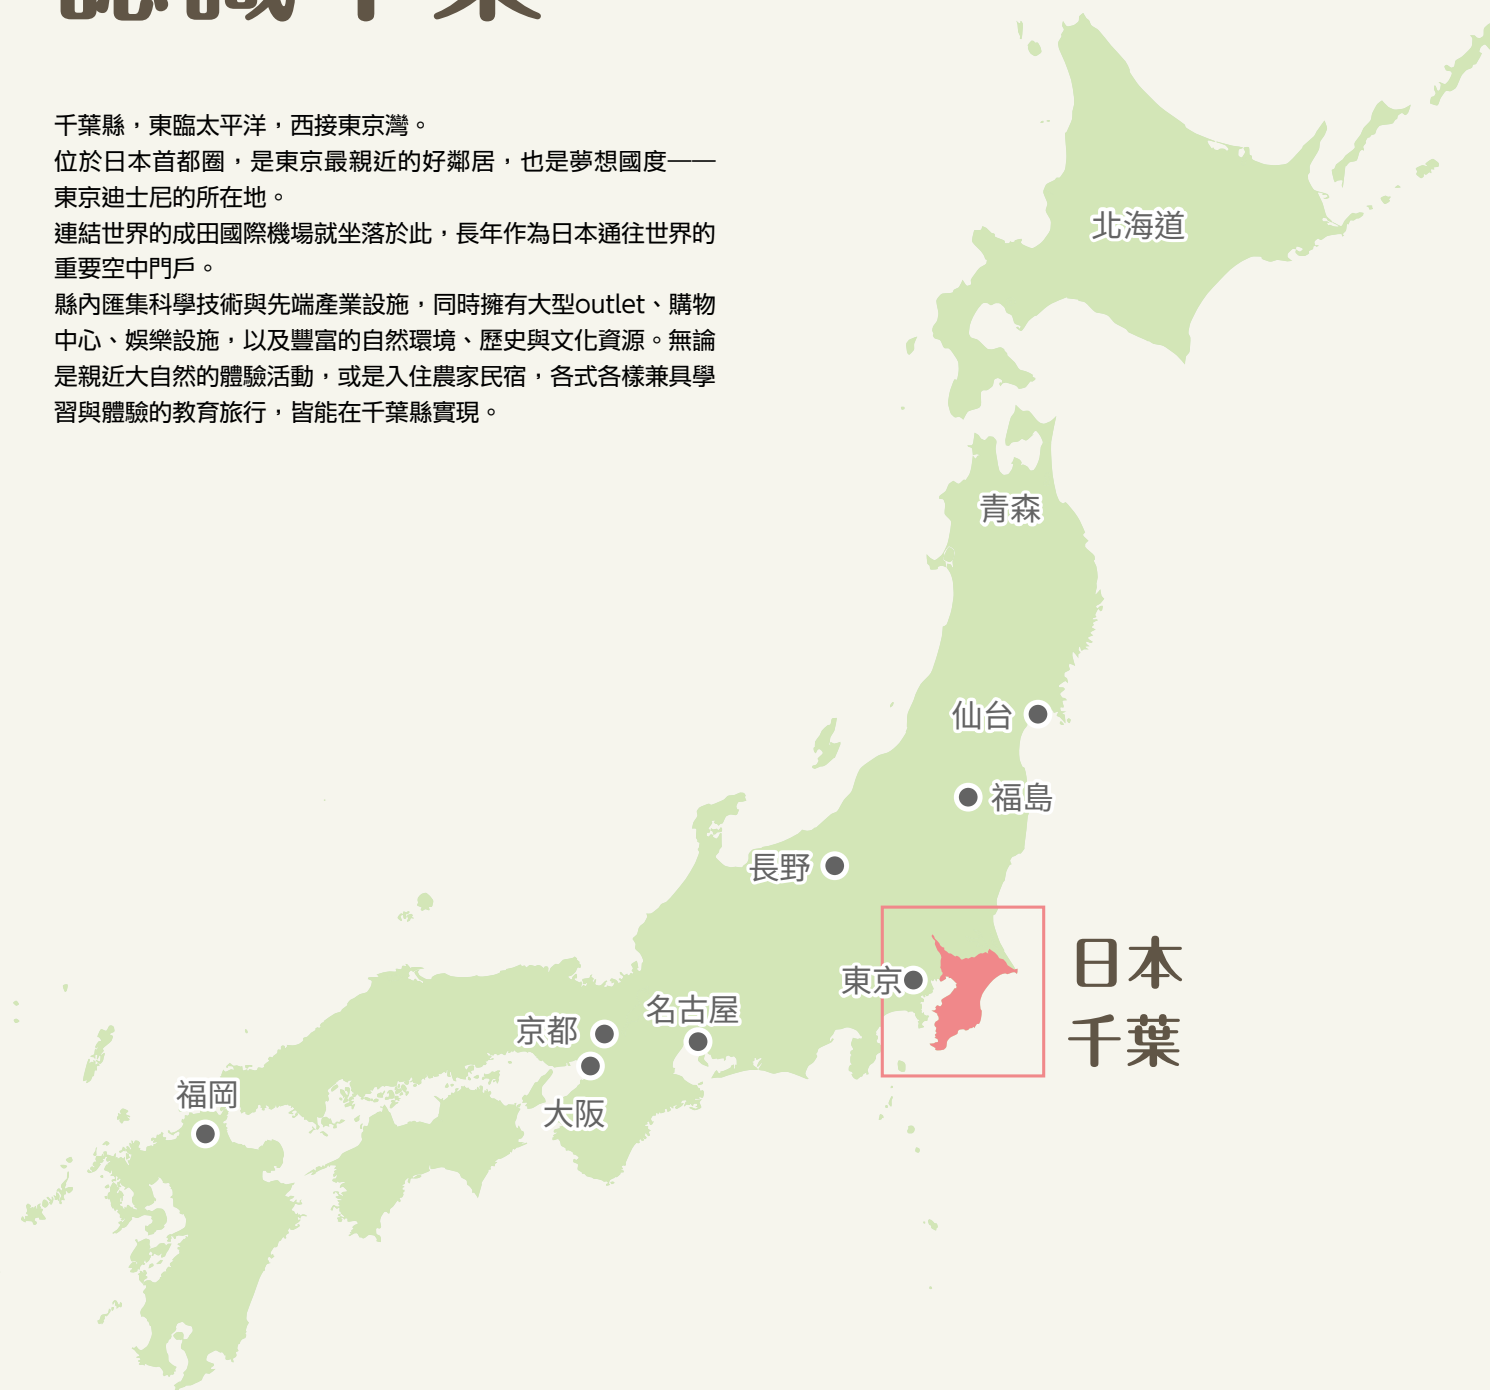 認識千葉
千葉縣，東臨太平洋，西接東京灣。
位於日本首都圈，是東京最親近的好鄰居，也是夢想國度——
東京迪士尼的所在地。
連結世界的成田國際機場就坐落於此，長年作為日本通往世界的
重要空中門戶。
縣內匯集科學技術與先端產業設施，同時擁有大型outlet、購物
中心、娛樂設施，以及豐富的自然環境、歷史與文化資源。無論
是親近大自然的體驗活動，或是入住農家民宿，各式各樣兼具學
習與體驗的教育旅行，皆能在千葉縣實現。
北海道
青森
仙台
福島
長野
東京
日本
千葉
名古屋
京都
大阪
福岡